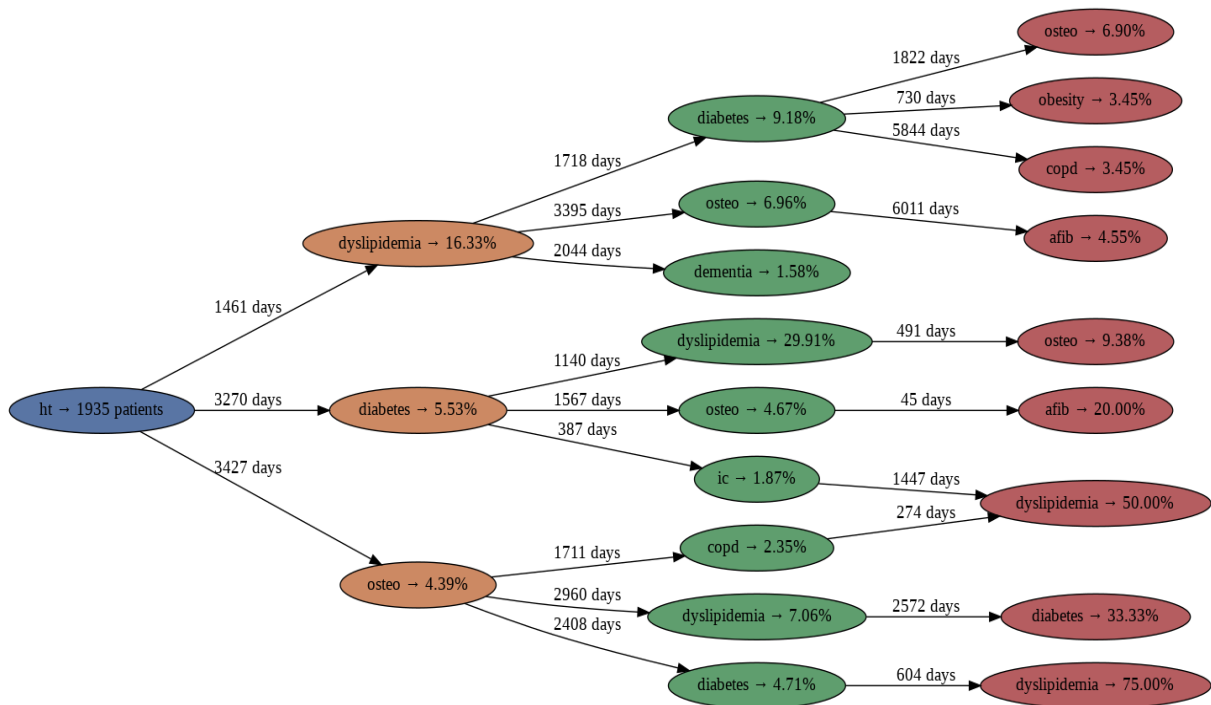 osteo → 6.90%
1822 days
730 days
obesity → 3.45%
diabetes → 9.18%
5844 days
1718 days
copd → 3.45%
3395 days
osteo → 6.96%
6011 days
afib → 4.55%
dyslipidemia → 16.33%
2044 days
dementia → 1.58%
1461 days
491 days
dyslipidemia → 29.91%
osteo → 9.38%
1140 days
ht → 1935 patients
3270 days
diabetes → 5.53%
1567 days
osteo → 4.67%
45 days
afib → 20.00%
387 days
3427 days
ic → 1.87%
1447 days
dyslipidemia → 50.00%
274 days
copd → 2.35%
1711 days
osteo → 4.39%
2960 days
dyslipidemia → 7.06%
2572 days
diabetes → 33.33%
2408 days
diabetes → 4.71%
604 days
dyslipidemia → 75.00%